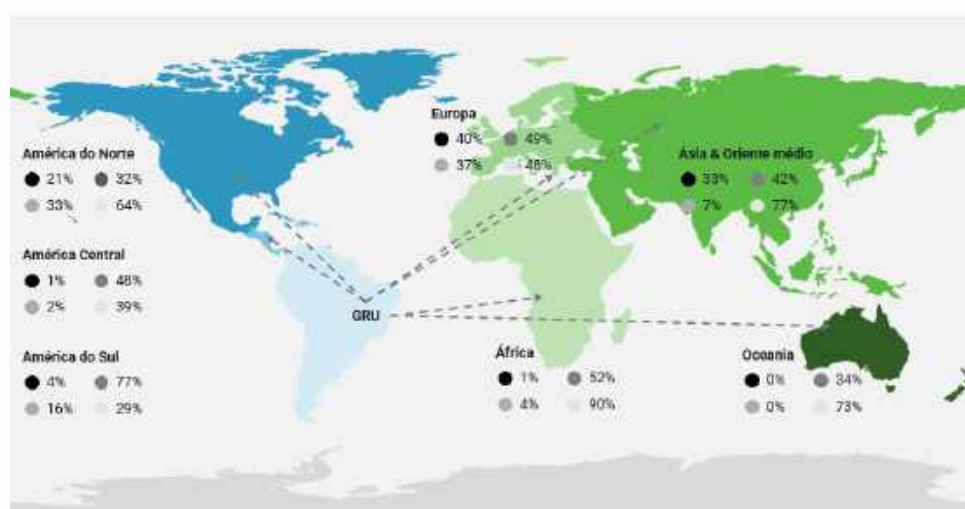 América do Norte
21% 32%
33% 64%
América Central
1% 48%
2% 39%
América do Sul
4% 77%
16% 29%
Europa
40% 49%
37% 48%
Ásia & Oriente médio
33% 42%
7% 77%
GRU
África
1% 52%
4% 90%
Oceania
0% 34%
0% 73%